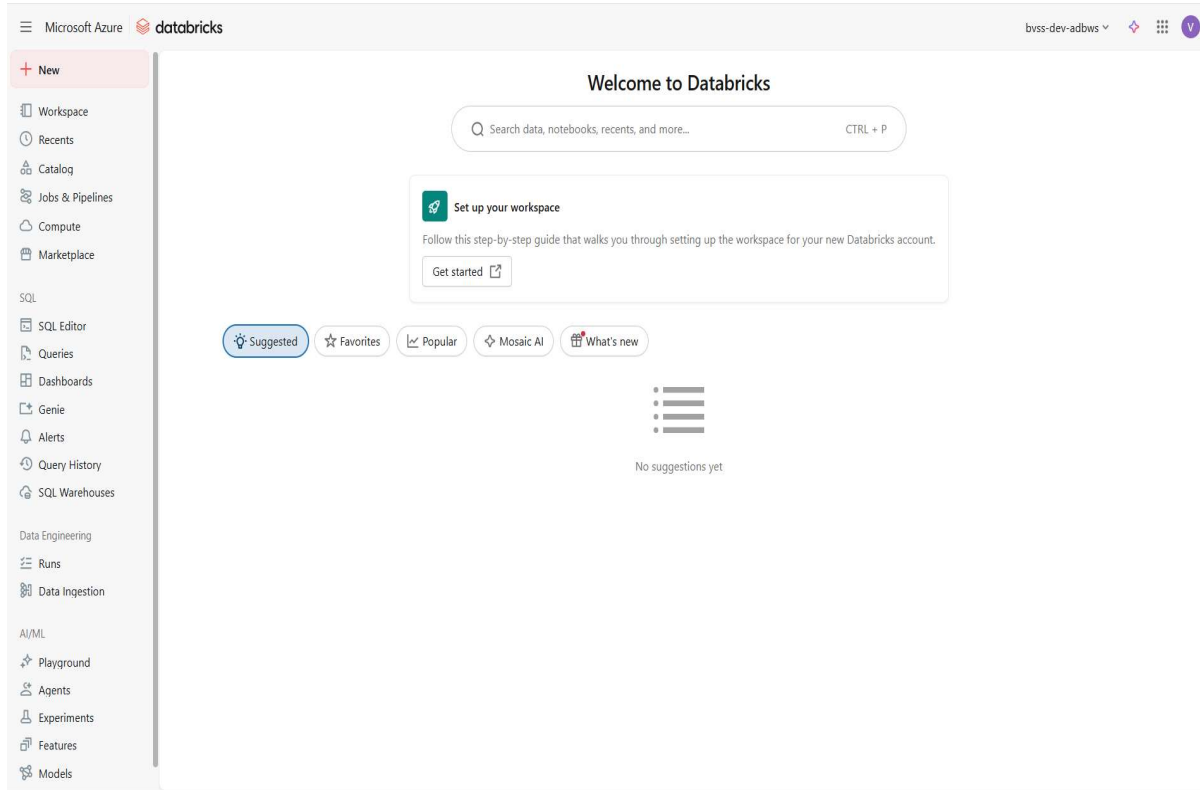 Microsoft Azure databricks
bvss-dev-adbws
V
New
Workspace
Recents
Catalog
Jobs & Pipelines
Compute
Marketplace
SQL
SQL Editor
Queries
Dashboards
Genie
Alerts
Query History
SQL Warehouses
Data Engineering
Runs
Data Ingestion
AI/ML
Playground
Agents
Experiments
Features
Models
Welcome to Databricks
Search data, notebooks, recents, and more... CTRL + P
Set up your workspace
Follow this step-by-step guide that walks you through setting up the workspace for your new Databricks account.
Get started
Suggested Favorites Popular Mosaic AI What's new
No suggestions yet